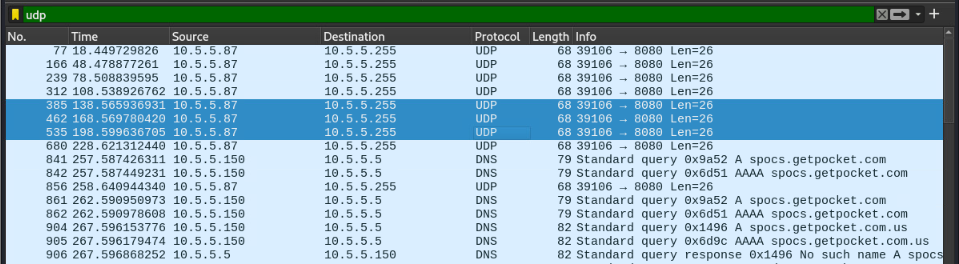 udp
No. Time Source Destination Protocol Length Info
77 18.449729826 10.5.5.87 10.5.5.255 UDP 68 39106 → 8080 Len=26
166 48.478877261 10.5.5.87 10.5.5.255 UDP 68 39106 → 8080 Len=26
239 78.508839595 10.5.5.87 10.5.5.255 UDP 68 39106 → 8080 Len=26
312 108.538926762 10.5.5.87 10.5.5.255 UDP 68 39106 → 8080 Len=26
385 138.565936931 10.5.5.87 10.5.5.255 UDP 68 39106 → 8080 Len=26
462 168.569780420 10.5.5.87 10.5.5.255 UDP 68 39106 → 8080 Len=26
535 198.599636705 10.5.5.87 10.5.5.255 UDP 68 39106 → 8080 Len=26
680 228.621312440 10.5.5.87 10.5.5.255 UDP 68 39106 → 8080 Len=26
841 257.587426311 10.5.5.150 10.5.5.5 DNS 79 Standard query 0x9a52 A spocs.getpocket.com
842 257.587449231 10.5.5.150 10.5.5.5 DNS 79 Standard query 0x6d51 AAAA spocs.getpocket.com
856 258.640944340 10.5.5.87 10.5.5.255 UDP 68 39106 → 8080 Len=26
861 262.590950973 10.5.5.150 10.5.5.5 DNS 79 Standard query 0x9a52 A spocs.getpocket.com
862 262.590978608 10.5.5.150 10.5.5.5 DNS 79 Standard query 0x6d51 AAAA spocs.getpocket.com
904 267.596153776 10.5.5.150 10.5.5.5 DNS 82 Standard query 0x1496 A spocs.getpocket.com.us
905 267.596179474 10.5.5.150 10.5.5.5 DNS 82 Standard query 0x6d9c AAAA spocs.getpocket.com.us
906 267.596868252 10.5.5.5 10.5.5.150 DNS 82 Standard query response 0x1496 No such name A spocs